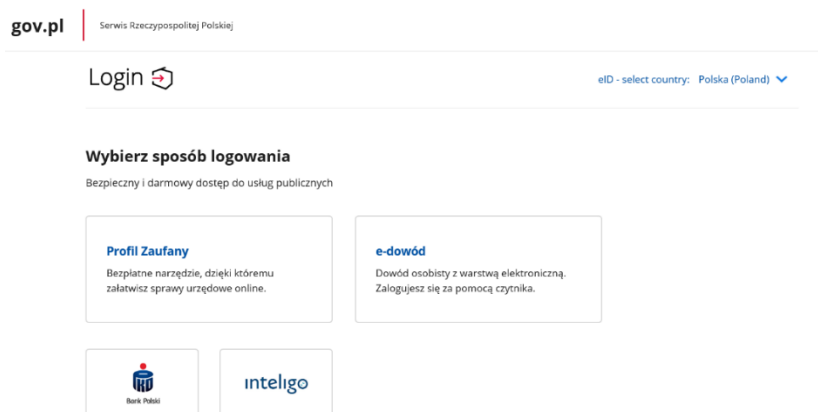 gov.pl
Serwis Rzeczypospolitej Polskiej
Login
eID - select country: Polska (Poland)
Wybierz sposób logowania
Bezpieczny i darmowy dostęp do usług publicznych
Profil Zaufany
Bezpłatne narzędzie, dzięki któremu
załatwisz sprawy urzędowe online.
e-dowód
Dowód osobisty z warstwą elektroniczną.
Zalogujesz się za pomocą czytnika.
PKO
Bank Polski
inteligo